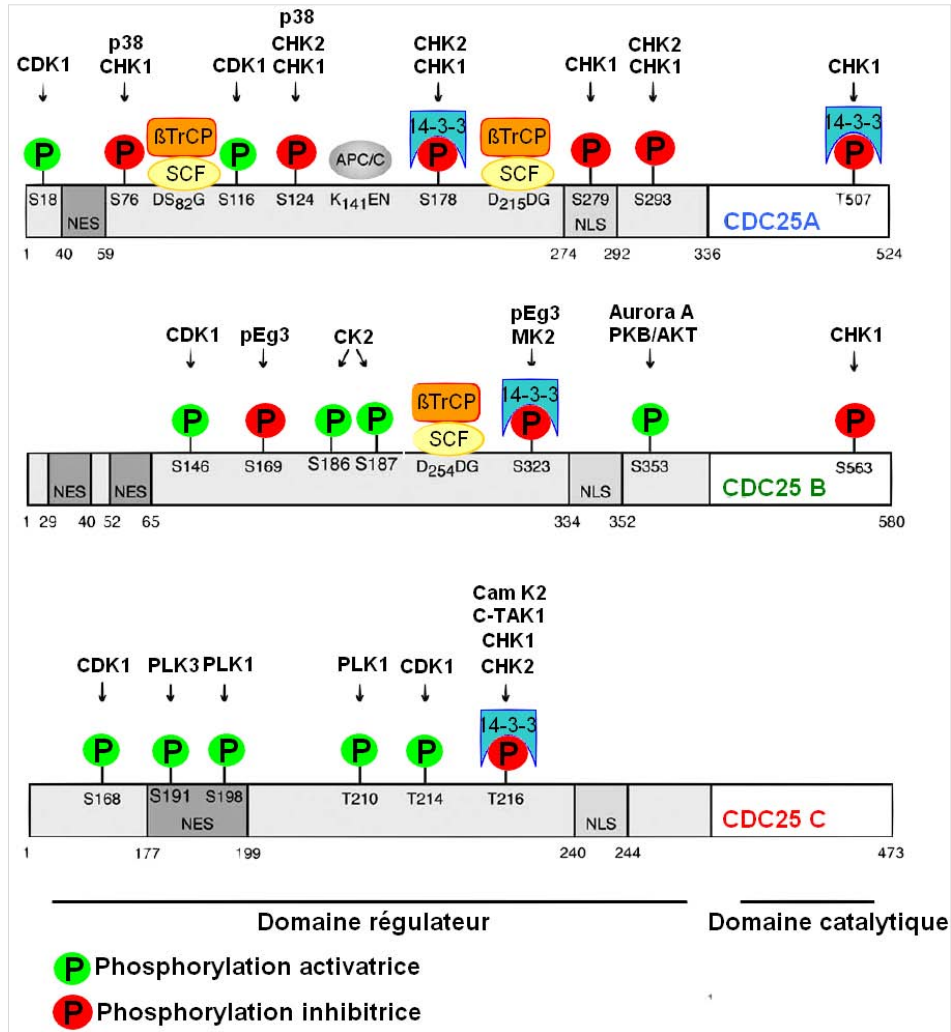 p38
p38 CHK2 CHK2 CHK2
CDK1 CHK1 CDK1 CHK1 CHK1 CHK1 CHK1 CHK1
ßTrCP 14-3-3 ßTrCP 14-3-3
P P SCF P P APC/C P SCF P P P
S18 S76 DS82G S116 S124 K141EN S178 D215DG S279 S293 CDC25A T507
NES NLS
1 40 59 274 292 336 524
pEg3 Aurora A
CDK1 pEg3 CK2 MK2 PKB/AKT CHK1
ßTrCP 14-3-3
P P P P SCF P P P
S146 S169 S186 S187 D254DG S323 S353 S563
NES NES NLS CDC25 B
1 29 40 52 65 334 352 580
Cam K2
C-TAK1
CHK1
CDK1 PLK3 PLK1 PLK1 CDK1 CHK2
14-3-3
P P P P P P
S168 S191 S198 T210 T214 T216
NES NLS CDC25 C
1 177 199 240 244 473
Domaine régulateur Domaine catalytique
P Phosphorylation activatrice
P Phosphorylation inhibitrice